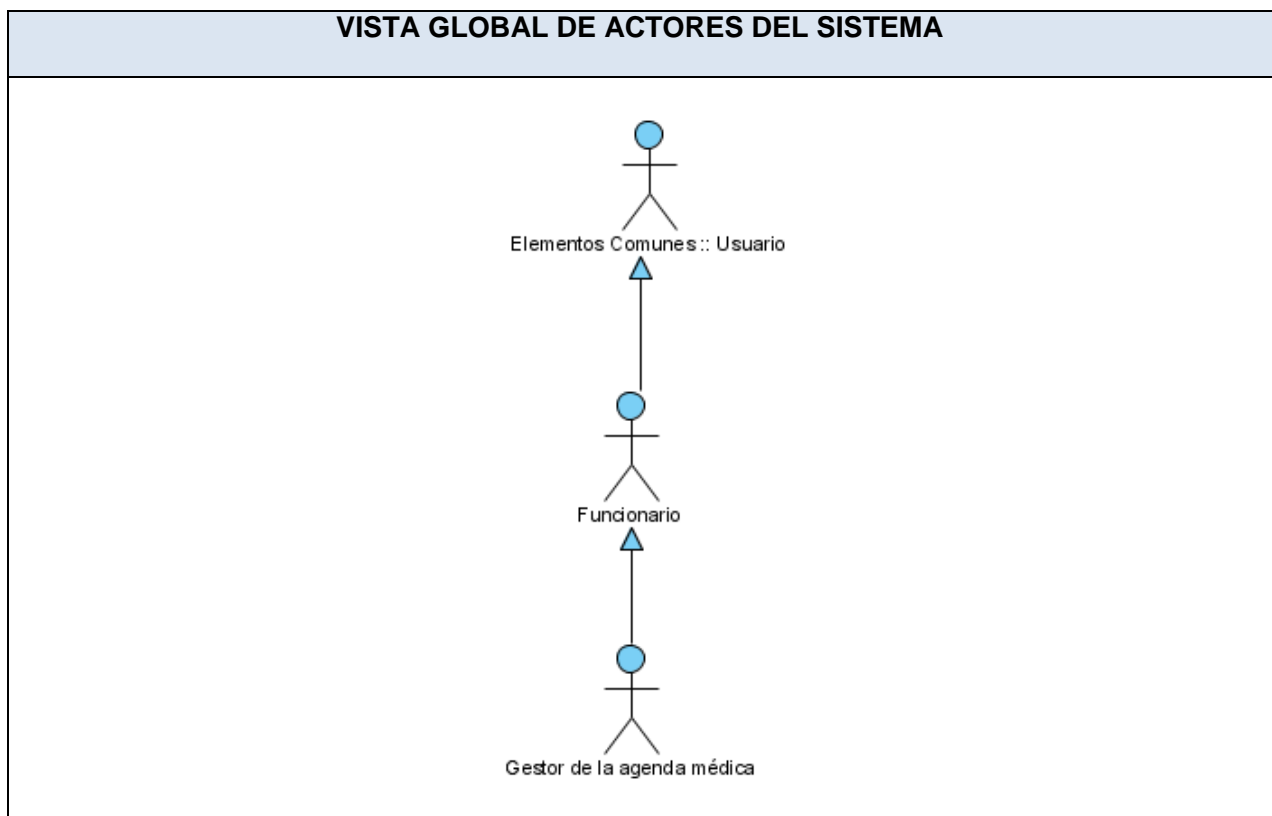 VISTA GLOBAL DE ACTORES DEL SISTEMA
Elementos Comunes :: Usuario
Funcionario
Gestor de la agenda médica